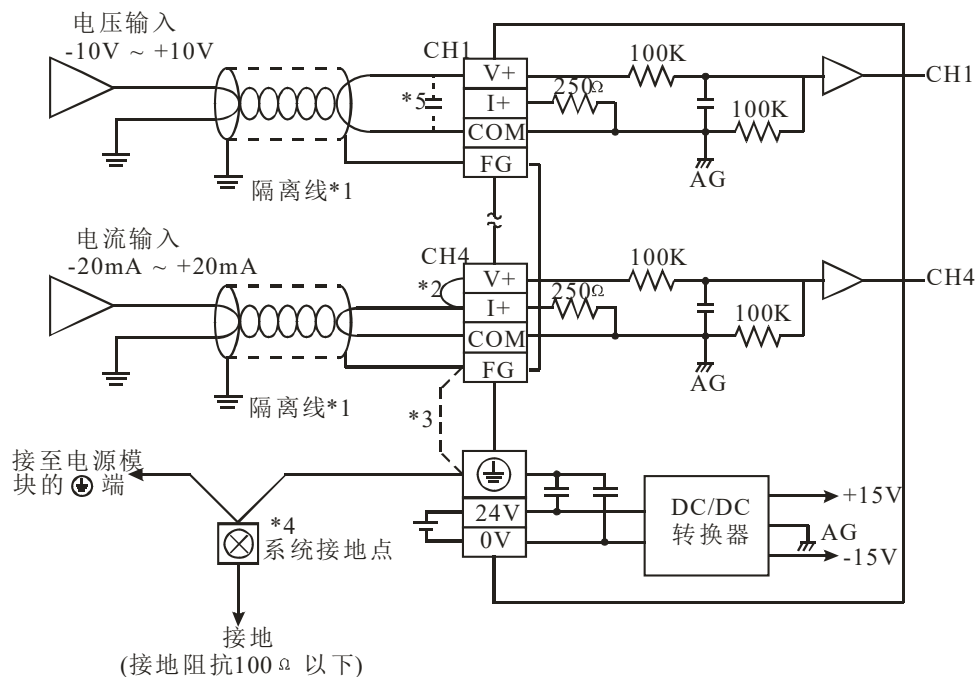 电压输入
-10V ~ +10V
CH1
V+
I+
COM
FG
*5
250Ω
100K
100K
AG
CH1
隔离线*1
电流输入
-20mA ~ +20mA
CH4
*2
V+
I+
COM
FG
250Ω
100K
100K
AG
CH4
隔离线*1
*3
接至电源模
块的 端
*4
系统接地点
24V
0V
DC/DC
转换器
+15V
AG
-15V
接地
(接地阻抗100 Ω 以下)